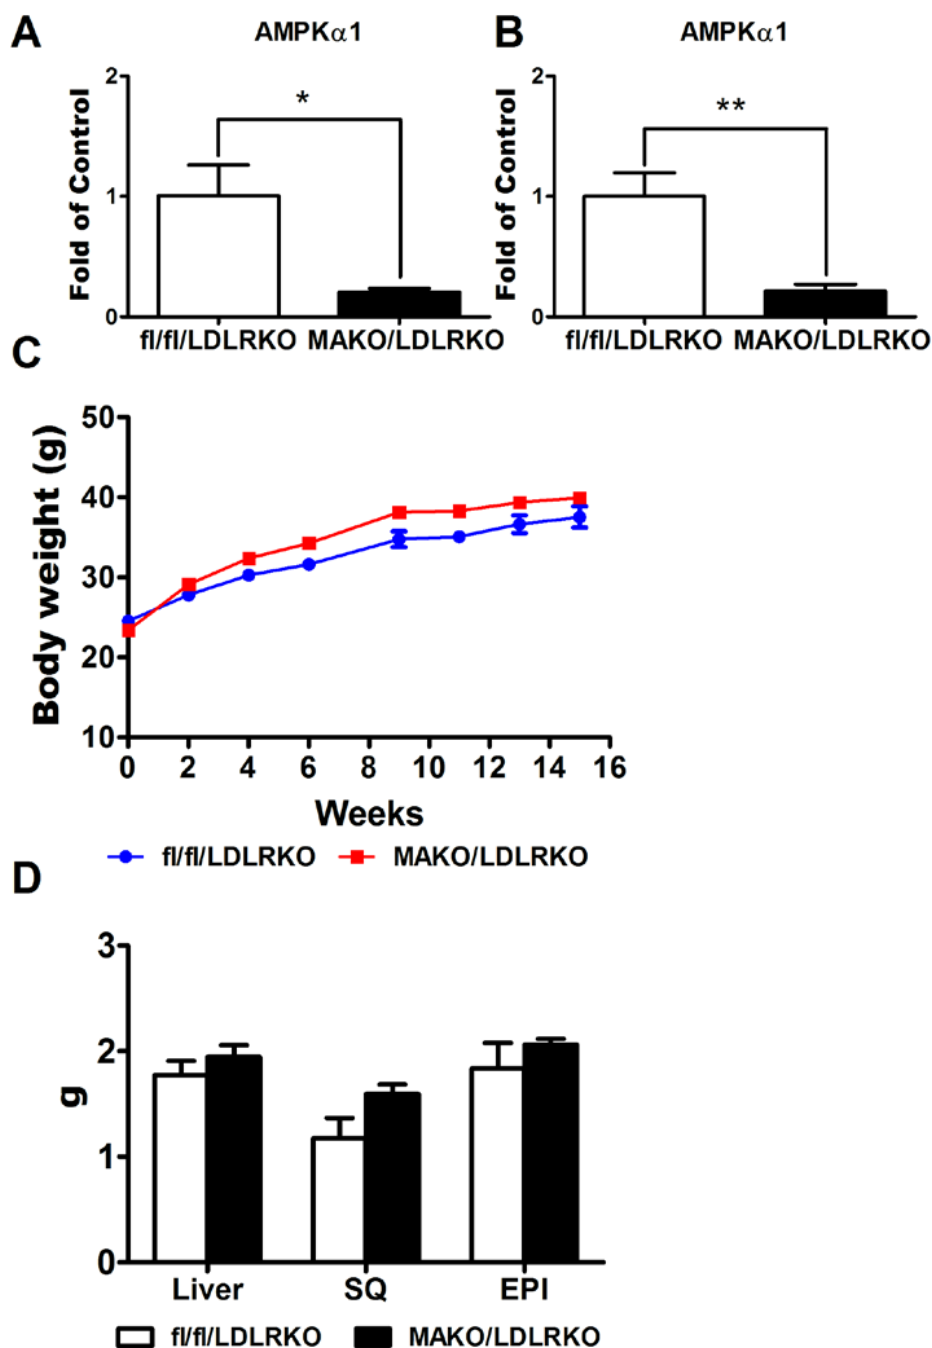 A
AMPKα1
Fold of Control
2
1
0
*
fl/fl/LDLRKO MAKO/LDLRKO
B
AMPKα1
Fold of Control
2
1
0
**
fl/fl/LDLRKO MAKO/LDLRKO
C
Body weight (g)
50
40
30
20
10
0 2 4 6 8 10 12 14 16
Weeks
fl/fl/LDLRKO MAKO/LDLRKO
D
g
3
2
1
0
Liver SQ EPI
fl/fl/LDLRKO MAKO/LDLRKO